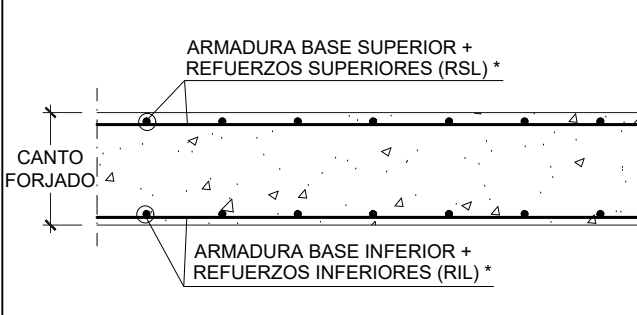 ARMADURA BASE SUPERIOR +
REFUERZOS SUPERIORES (RSL) *
CANTO
FORJADO
ARMADURA BASE INFERIOR +
REFUERZOS INFERIORES (RIL) *